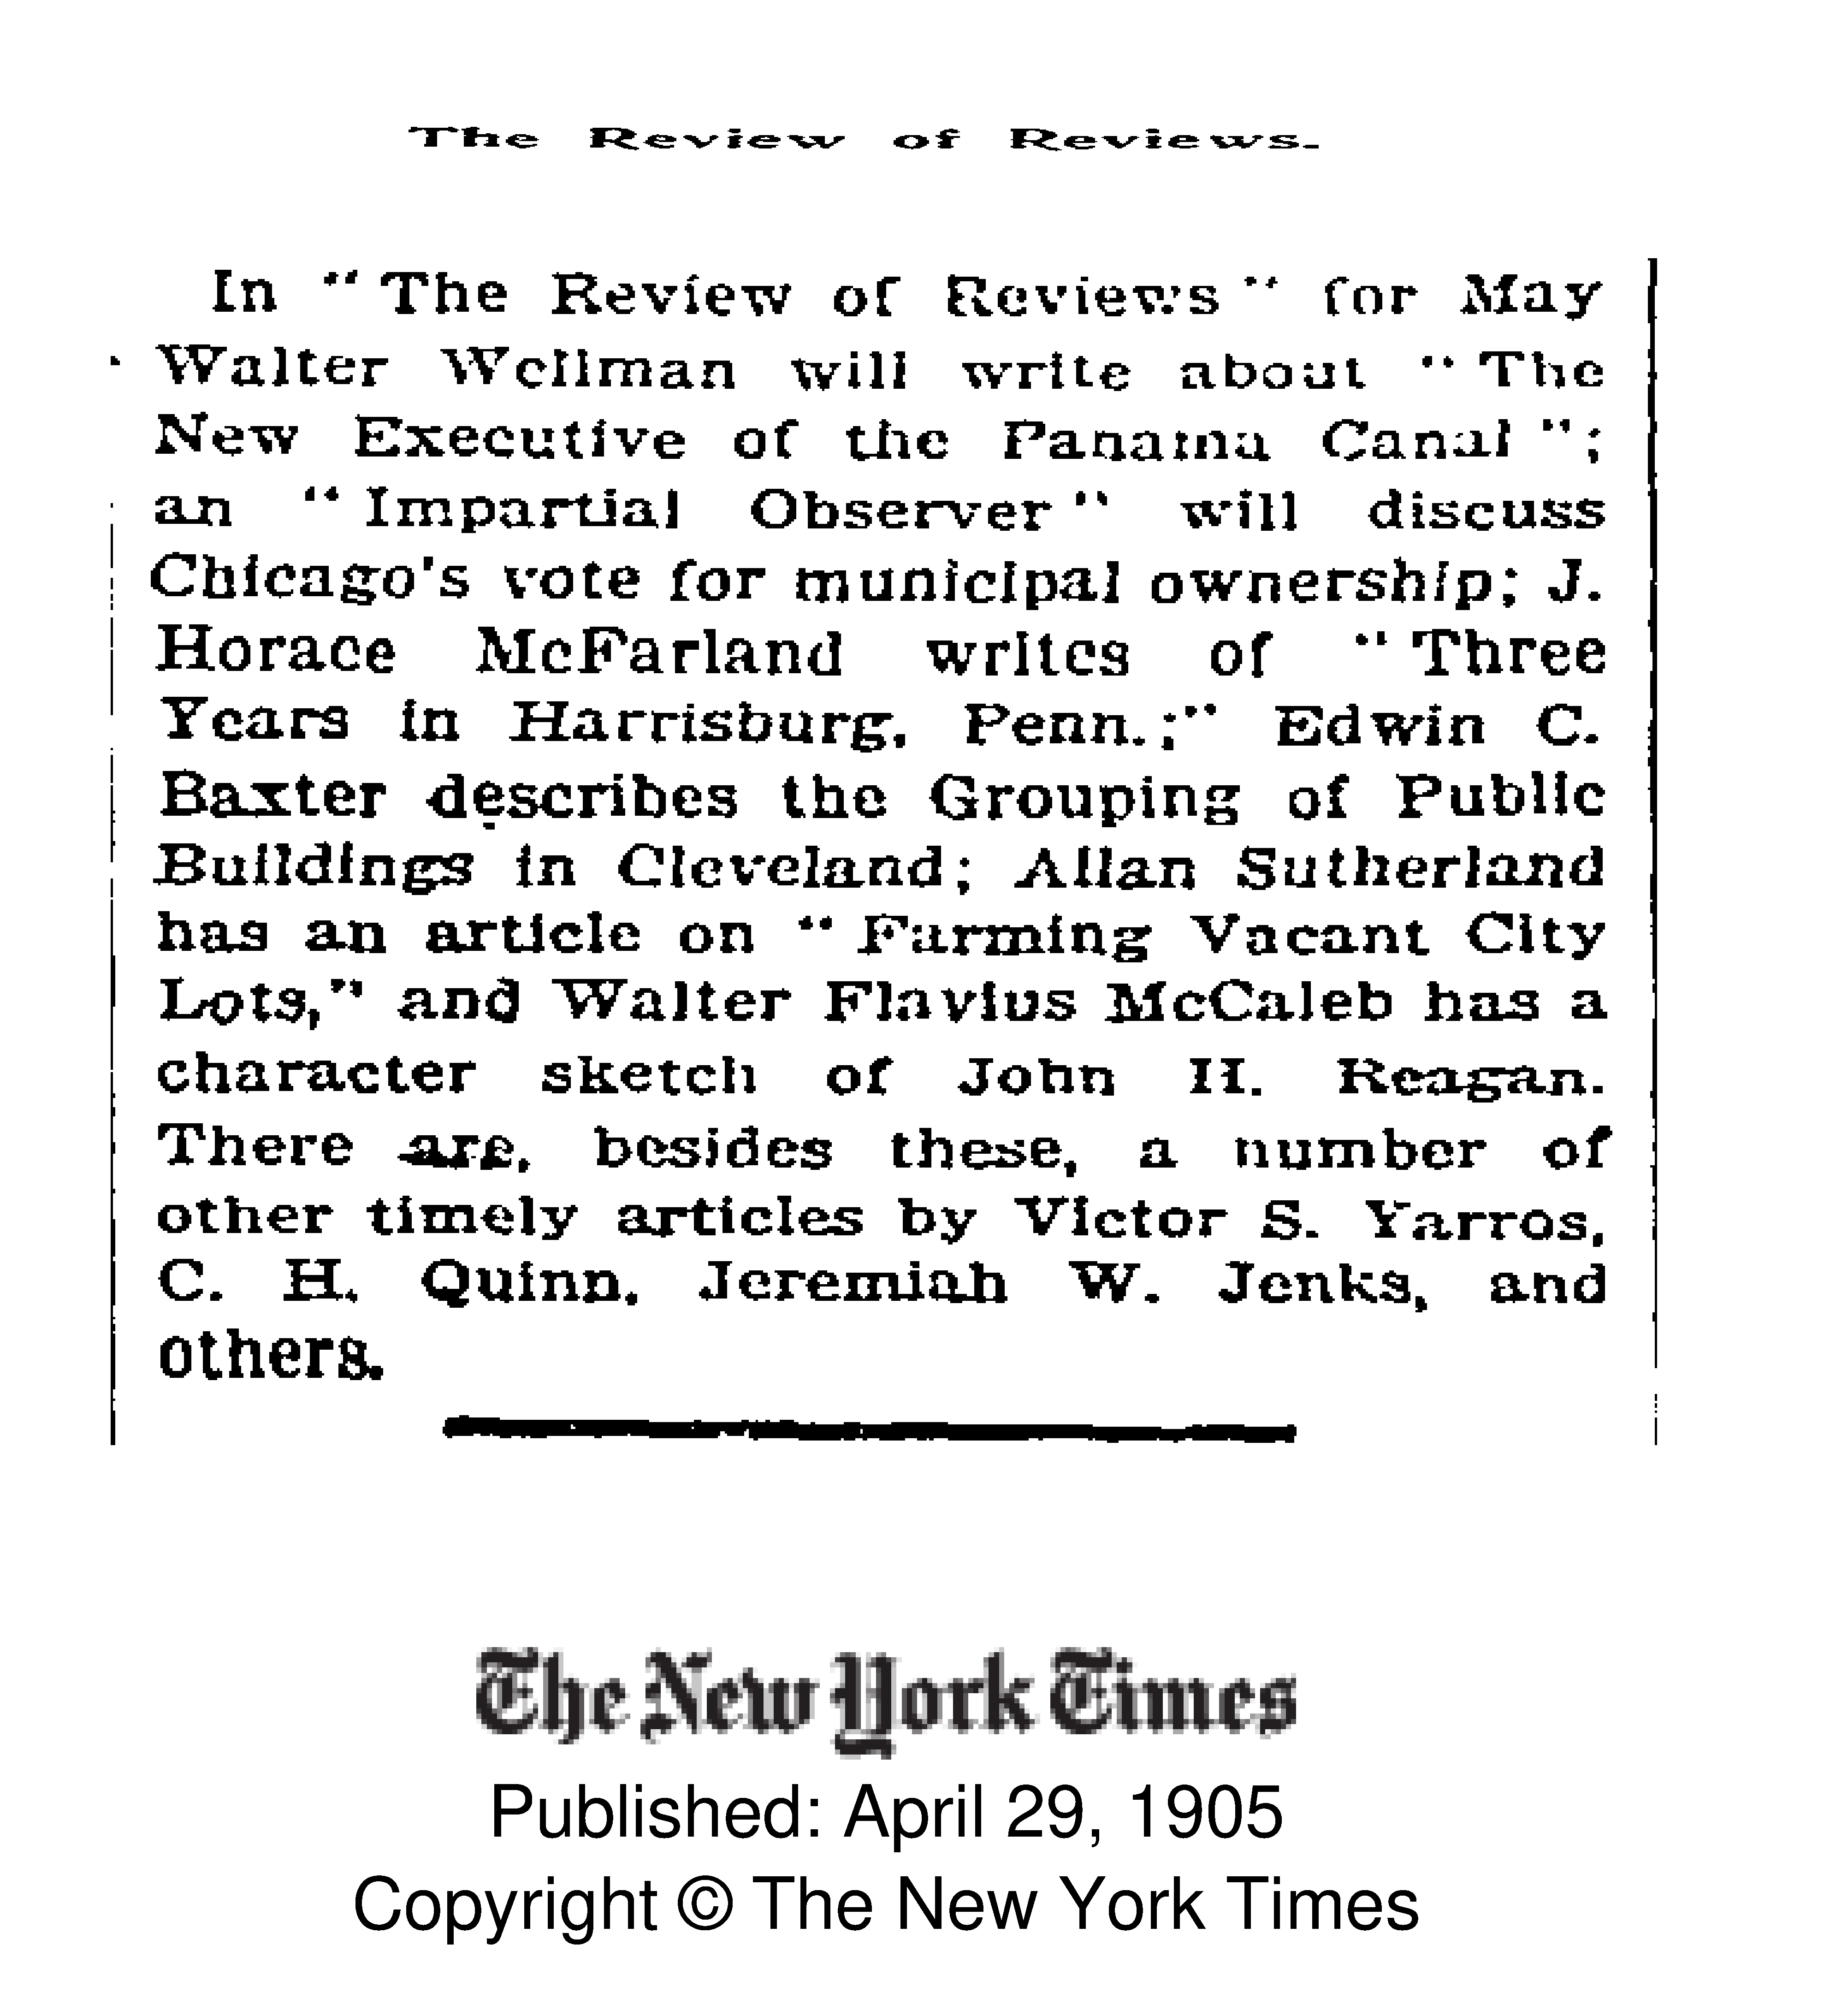 The Review of Reviews.
In "The Review of Reviews" for May
Walter Wellman will write about "The
New Executive of the Panama Canal";
an "Impartial Observer" will discuss
Chicago's vote for municipal ownership; J.
Horace McFarland writes of "Three
Years in Harrisburg, Penn.;" Edwin C.
Baxter describes the Grouping of Public
Buildings in Cleveland; Allan Sutherland
has an article on "Farming Vacant City
Lots," and Walter Flavius McCaleb has a
character sketch of John H. Reagan.
There are, besides these, a number of
other timely articles by Victor S. Yarros,
C. H. Quinn, Jeremiah W. Jenks, and
others.
The New York Times
Published: April 29, 1905
Copyright © The New York Times